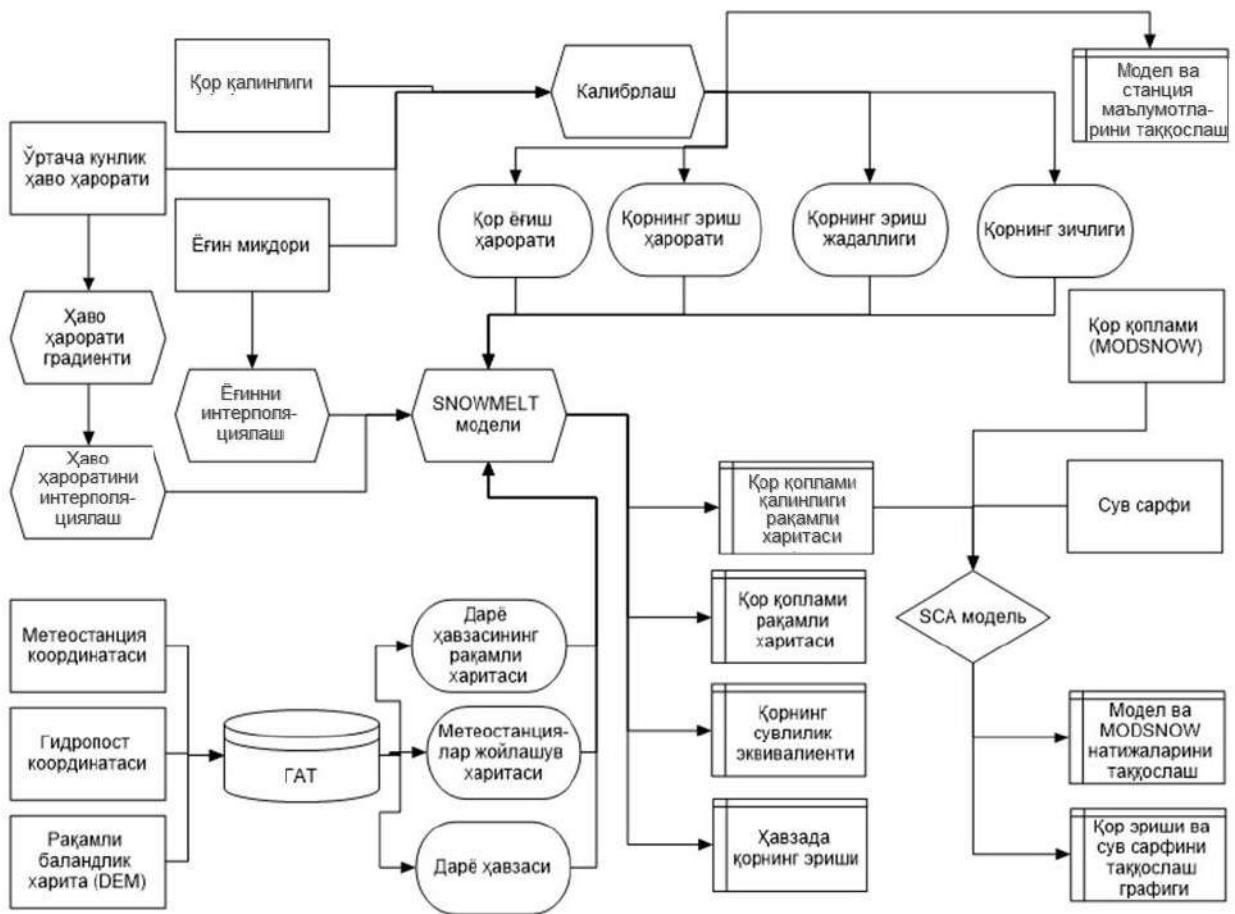 Қор қалинлиги
Калибрлаш
Модел ва
станция
маълумотла-
рини таққослаш
Ўртача кунлик
ҳаво ҳарорати
Ёғин миқдори
Қор ёғиш
ҳарорати
Қорнинг эриш
ҳарорати
Қорнинг эриш
жадаллиги
Қорнинг зичлиги
Ҳаво
ҳарорати
градиенти
Қор қоплами
(MODSNOW)
Ёғинни
интерполя-
циялаш
SNOWMELT
модели
Ҳаво
ҳароратини
интерполя-
циялаш
Қор қоплами
қалинлиги
рақамли
харитаси
Сув сарфи
Метеостанция
координатаси
Дарё
ҳавзасининг
рақамли
харитаси
Қор қоплами
рақамли
харитаси
SCA модель
Гидропост
координатаси
ГАТ
Метеостанция-
лар жойлашув
харитаси
Қорнинг
сувлилик
эквивалиенти
Модел ва
MODSNOW
натижаларини
таққослаш
Рақамли
баландлик
харита (DEM)
Дарё ҳавзаси
Ҳавзада
қорнинг эриши
Қор эриши ва
сув сарфини
таққослаш
графиги